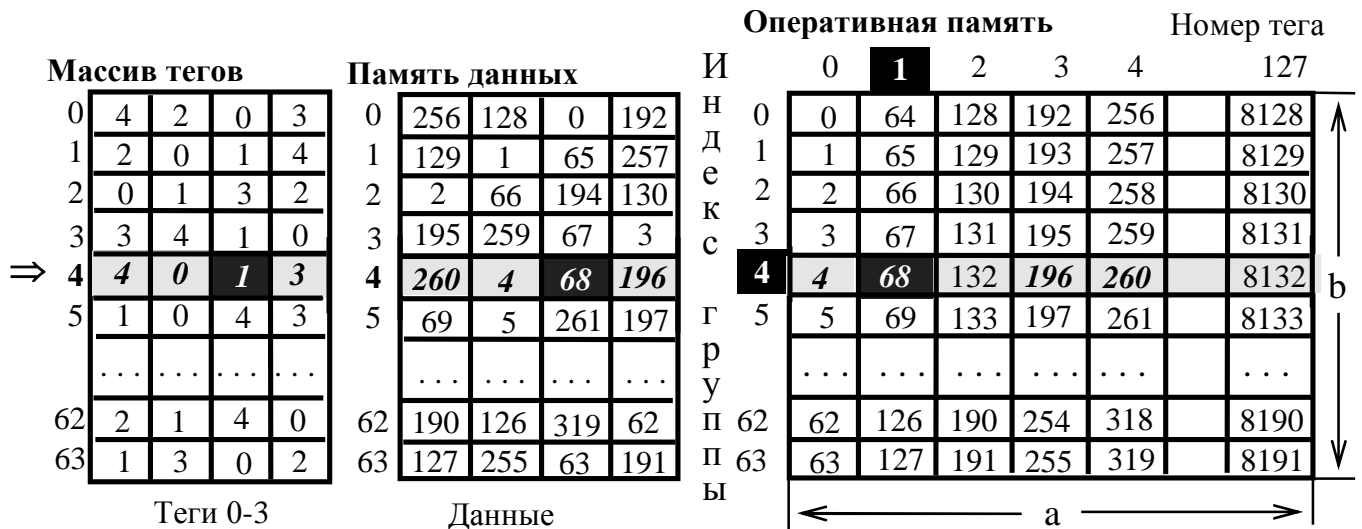 Оперативная память Номер тега
Массив тегов Память данных Индекс группы 0 1 2 3 4 127
0 4 2 0 3 0 256 128 0 192 0 0 64 128 192 256 8128
1 2 0 1 4 1 129 1 65 257 1 1 65 129 193 257 8129
2 0 1 3 2 2 2 66 194 130 2 2 66 130 194 258 8130
3 3 4 1 0 3 195 259 67 3 3 3 67 131 195 259 8131
⇒ 4 4 0 1 3 4 260 4 68 196 4 4 68 132 196 260 8132 b
5 1 0 4 3 5 69 5 261 197 5 5 69 133 197 261 8133
. . . . . . . . . . . . . . . . . . . . . . . . . . . . . . . . . . . . . . . . . .
62 2 1 4 0 62 190 126 319 62 62 62 126 190 254 318 8190
63 1 3 0 2 63 127 255 63 191 63 63 127 191 255 319 8191
Теги 0-3 Данные a